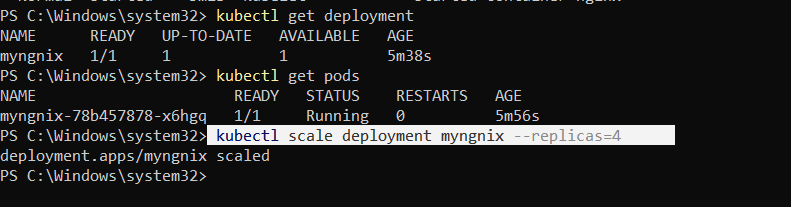 PS C:\Windows\system32> kubectl get deployment
NAME READY UP-TO-DATE AVAILABLE AGE
myngnix 1/1 1 1 5m38s
PS C:\Windows\system32> kubectl get pods
NAME READY STATUS RESTARTS AGE
myngnix-78b457878-x6hgq 1/1 Running 0 5m56s
PS C:\Windows\system32> kubectl scale deployment myngnix --replicas=4
deployment.apps/myngnix scaled
PS C:\Windows\system32>